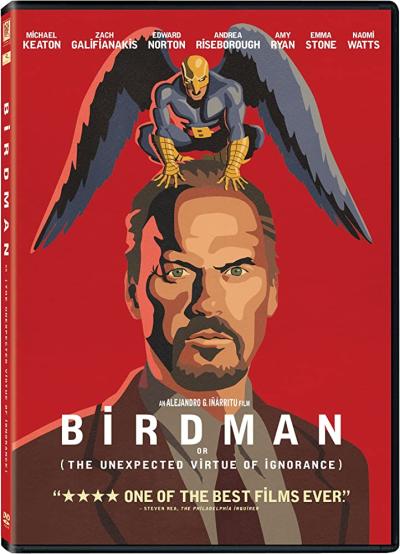 MICHAEL KEATON
ZACH GALIFIANAKIS
EDWARD NORTON
ANDREA RISEBOROUGH
AMY RYAN
EMMA STONE
NAOMI WATTS
AN ALEJANDRO G. IÑÁRRITU FILM
BiRDMAN
OR
(THE UNEXPECTED VIRTUE OF iGNORANCE)
"★★★★ ONE OF THE BEST FiLMS EVER."
– STEVEN REA, THE PHILADELPHIA INQUIRER
BiRDMAN OR (THE UNEXPECTED VIRTUE OF IGNORANCE)
DVD